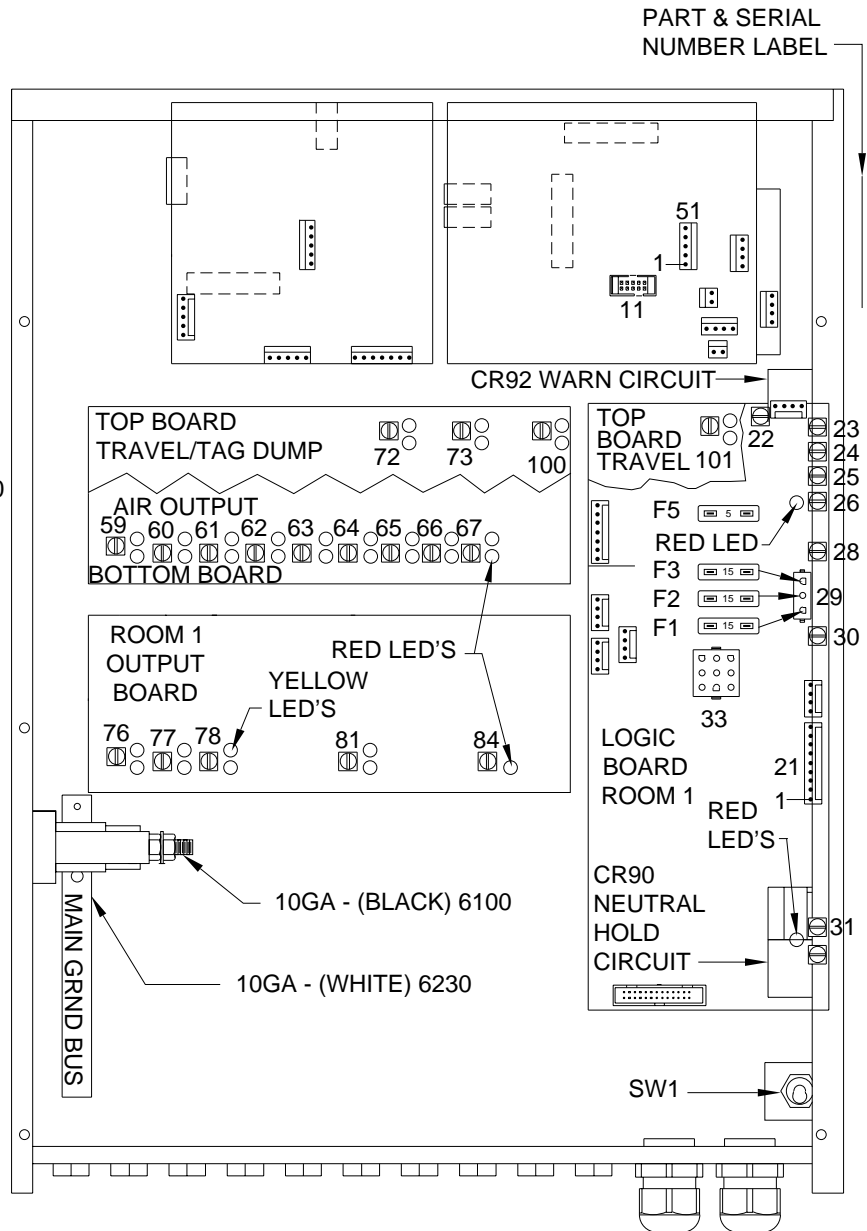 PART & SERIAL
NUMBER LABEL
51
1
11
CR92 WARN CIRCUIT
TOP BOARD
TRAVEL/TAG DUMP
72
73
100
TOP
BOARD
TRAVEL
101
22
23
24
25
26
28
29
30
0
AIR OUTPUT
59
60
61
62
63
64
65
66
67
BOTTOM BOARD
F5
5
RED LED
F3
15
F2
15
F1
15
33
ROOM 1
OUTPUT
BOARD
RED LED'S
YELLOW
LED'S
76
77
78
81
84
LOGIC
BOARD
ROOM 1
21
1
RED
LED'S
CR90
NEUTRAL
HOLD
CIRCUIT
31
10GA - (BLACK) 6100
10GA - (WHITE) 6230
MAIN GRND BUS
SW1